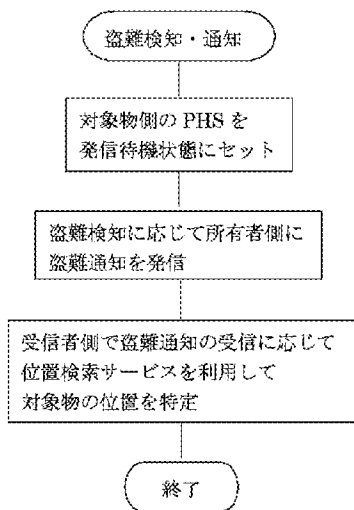 盗難検知・通知
対象物側の PHS を
発信待機状態にセット
盗難検知に応じて所有者側に
盗難通知を発信
受信者側で盗難通知の受信に応じて
位置検索サービスを利用して
対象物の位置を特定
終了